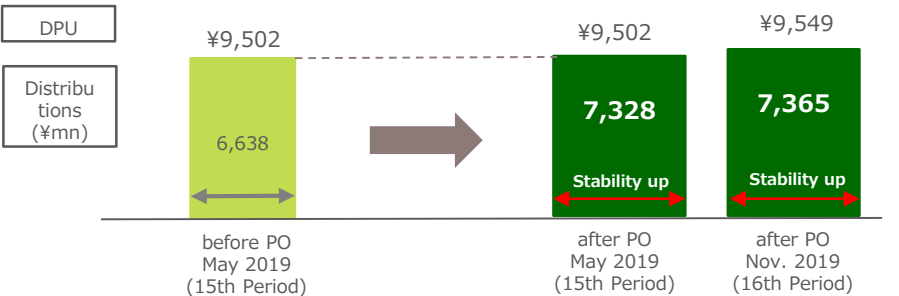 DPU
¥9,502
¥9,502
¥9,549
Distribu
tions
(¥mn)
6,638
7,328
7,365
Stability up
Stability up
before PO
May 2019
(15th Period)
after PO
May 2019
(15th Period)
after PO
Nov. 2019
(16th Period)